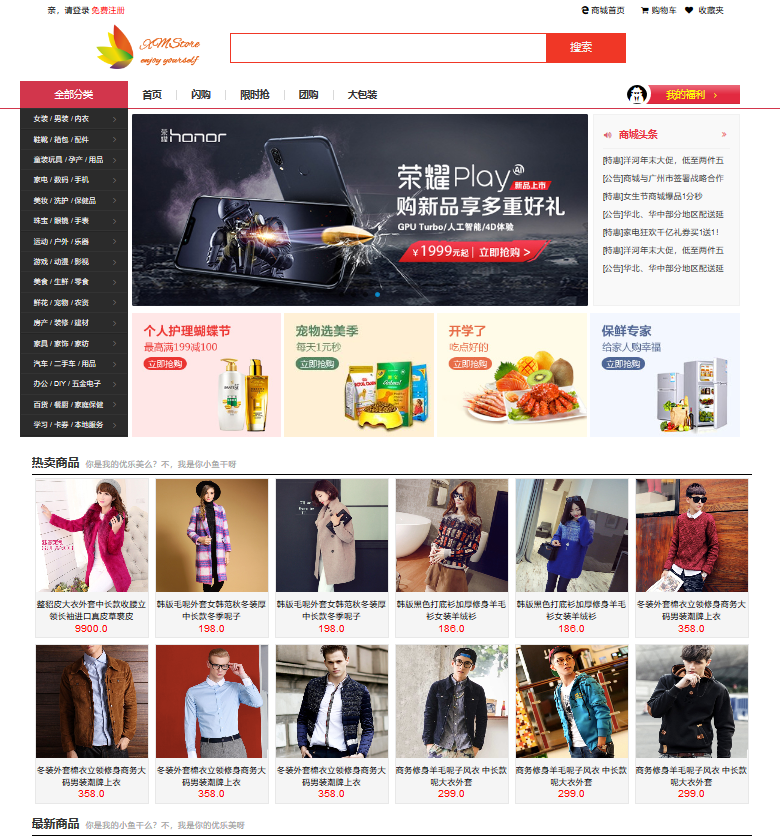 亲，请登录 免费注册
商城首页 购物车 收藏夹
XMStore
enjoy yourself
搜索
全部分类 首页 闪购 限时抢 团购 大包装 我的福利 ›
女装 / 男装 / 内衣
鞋靴 / 箱包 / 配件
童装玩具 / 孕产 / 用品
家电 / 数码 / 手机
美妆 / 洗护 / 保健品
珠宝 / 眼镜 / 手表
运动 / 户外 / 乐器
游戏 / 动漫 / 影视
美食 / 生鲜 / 零食
鲜花 / 宠物 / 农资
房产 / 装修 / 建材
家具 / 家饰 / 家纺
汽车 / 二手车 / 用品
办公 / DIY / 五金电子
百货 / 餐厨 / 家庭保健
学习 / 卡券 / 本地服务
荣耀 honor
荣耀Play AI
新品上市
购新品享多重好礼
GPU Turbo/人工智能/4D体验
¥1999元起 | 立即抢购 >
商城头条 »
[特惠]洋河年末大促，低至两件五
[公告]商城与广州市签署战略合作
[特惠]女生节商城爆品1分秒
[公告]华北、华中部分地区配送延
[特惠]家电狂欢千亿礼券买1送1!
[特惠]洋河年末大促，低至两件五
[公告]华北、华中部分地区配送延
个人护理蝴蝶节
最高满199减100
立即抢购
宠物选美季
每天1元秒
立即抢购
开学了
吃点好的
立即抢购
保鲜专家
给家人购幸福
立即抢购
热卖商品 你是我的优乐美么？不，我是你小鱼干呀
整貂皮大衣外套中长款收腰立
领长袖进口真皮草裘皮
9900.0
韩版毛呢外套女韩范秋冬装厚
中长款冬季呢子
198.0
韩版毛呢外套女韩范秋冬装厚
中长款冬季呢子
198.0
韩版黑色打底衫加厚修身羊毛
衫女装羊绒衫
186.0
韩版黑色打底衫加厚修身羊毛
衫女装羊绒衫
186.0
冬装外套棉衣立领修身商务大
码男装潮牌上衣
358.0
冬装外套棉衣立领修身商务大
码男装潮牌上衣
358.0
冬装外套棉衣立领修身商务大
码男装潮牌上衣
358.0
冬装外套棉衣立领修身商务大
码男装潮牌上衣
358.0
商务修身羊毛呢子风衣 中长款
呢大衣外套
299.0
商务修身羊毛呢子风衣 中长款
呢大衣外套
299.0
商务修身羊毛呢子风衣 中长款
呢大衣外套
299.0
最新商品 你是我的小鱼干么？不，我是你的优乐美呀